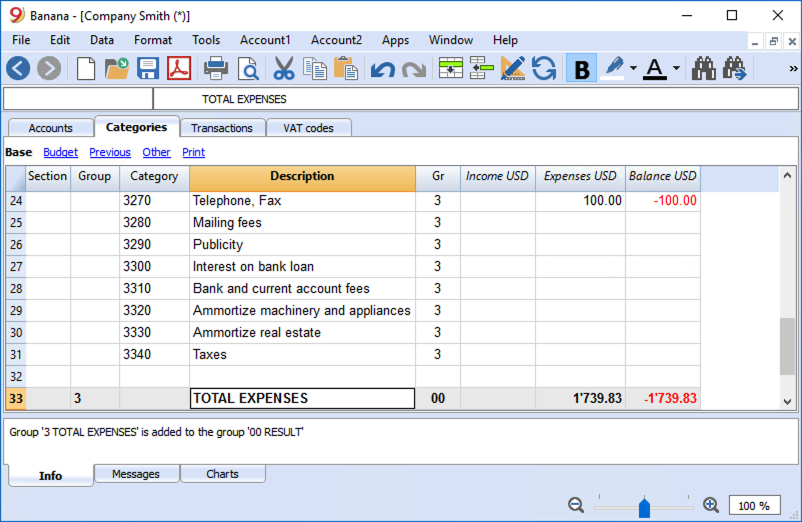 Banana - [Company Smith (*)]
File Edit Data Format Tools Account1 Account2 Apps Window Help
B A »
TOTAL EXPENSES
Accounts Categories Transactions VAT codes
Base Budget Previous Other Print
Section Group Category Description Gr Income USD Expenses USD Balance USD
24 3270 Telephone, Fax 3 100.00 -100.00
25 3280 Mailing fees 3
26 3290 Publicity 3
27 3300 Interest on bank loan 3
28 3310 Bank and current account fees 3
29 3320 Ammortize machinery and appliances 3
30 3330 Ammortize real estate 3
31 3340 Taxes 3
32
33 3 TOTAL EXPENSES 00 1'739.83 -1'739.83
Group '3 TOTAL EXPENSES' is added to the group '00 RESULT'
Info Messages Charts
100 %